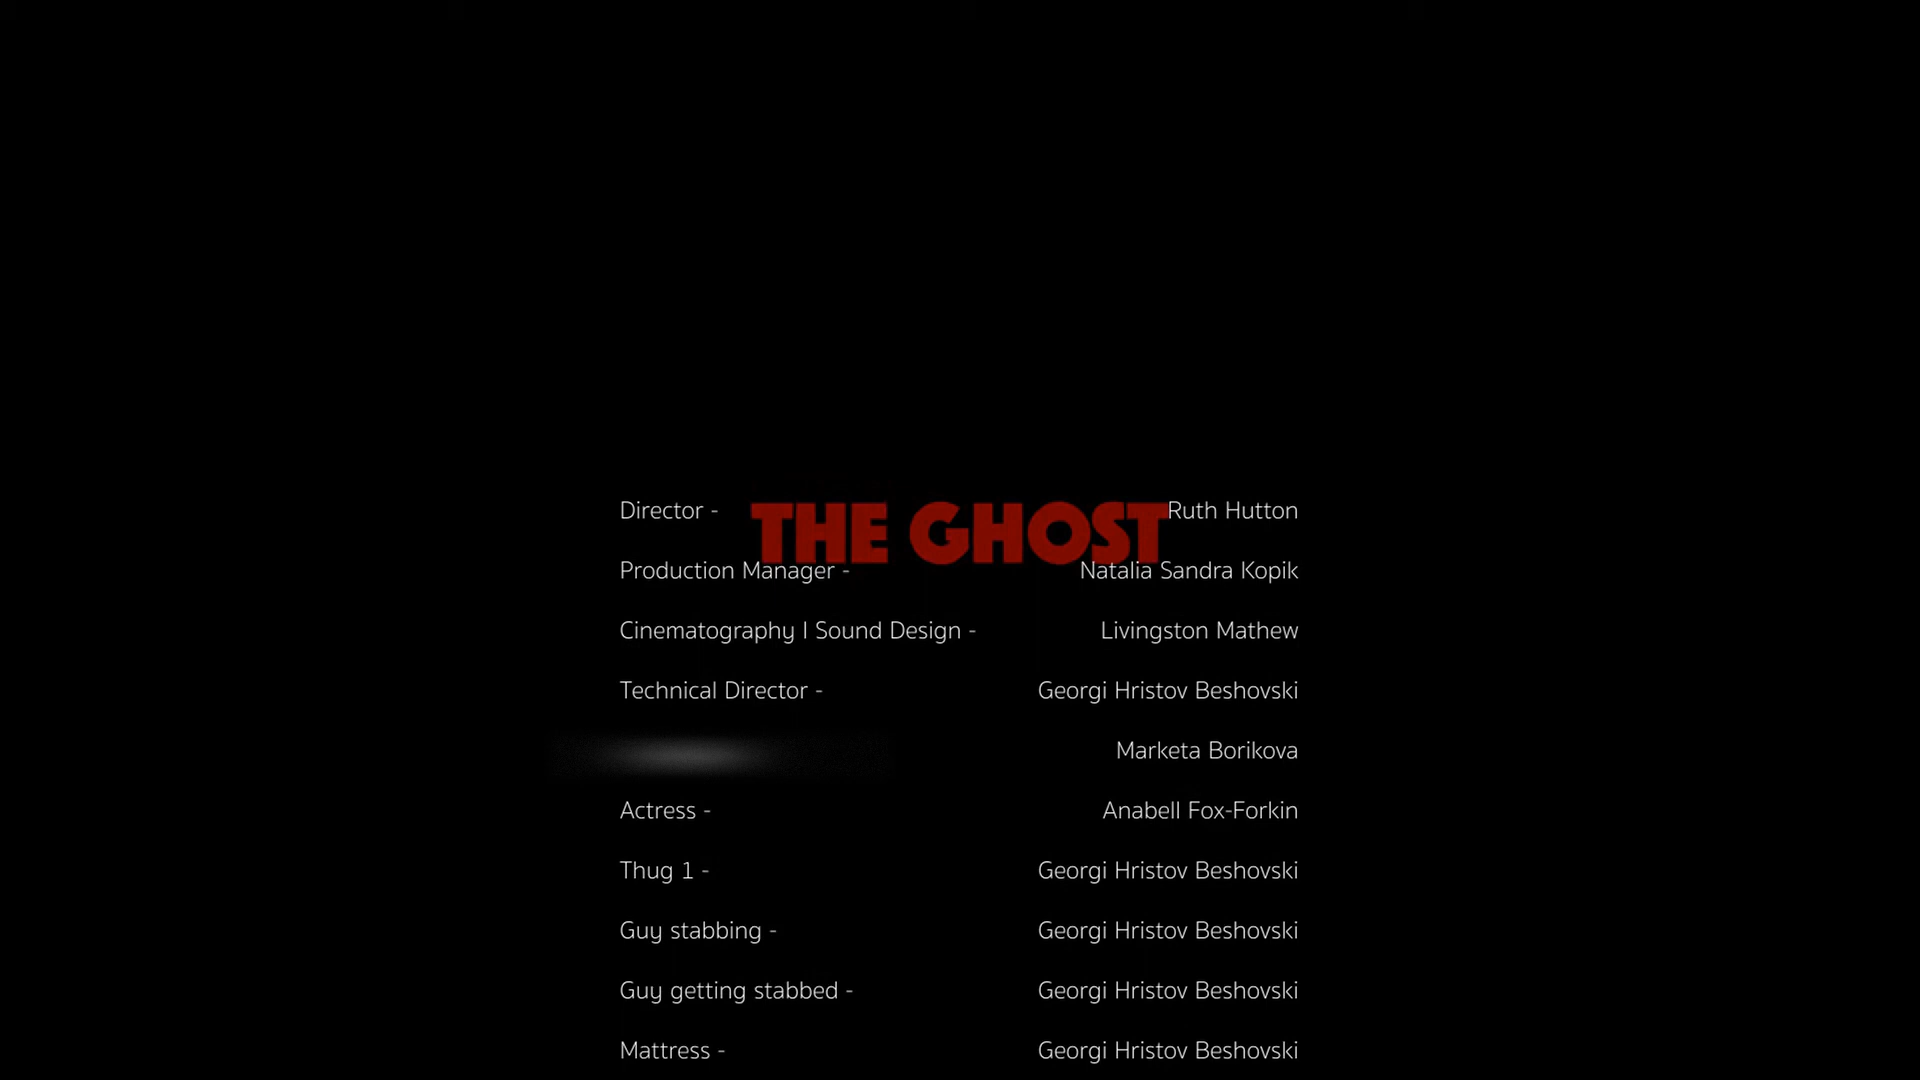 THE GHOST
Director - Ruth Hutton
Production Manager - Natalia Sandra Kopik
Cinematography | Sound Design - Livingston Mathew
Technical Director - Georgi Hristov Beshovski
Marketa Borikova
Actress - Anabell Fox-Forkin
Thug 1 - Georgi Hristov Beshovski
Guy stabbing - Georgi Hristov Beshovski
Guy getting stabbed - Georgi Hristov Beshovski
Mattress - Georgi Hristov Beshovski